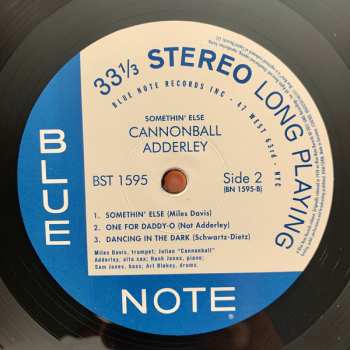 33⅓ STEREO LONG PLAYING
BLUE NOTE RECORDS INC · 47 WEST 63rd · NYC
SOMETHIN' ELSE
CANNONBALL
ADDERLEY
BST 1595
Side 2
(BN 1595-B)
1. SOMETHIN' ELSE (Miles Davis)
2. ONE FOR DADDY-O (Nat Adderley)
3. DANCING IN THE DARK (Schwartz-Dietz)
Miles Davis, trumpet; Julian "Cannonball"
Adderley, alto sax; Hank Jones, piano;
Sam Jones, bass; Art Blakey, drums.
BLUE
NOTE
®